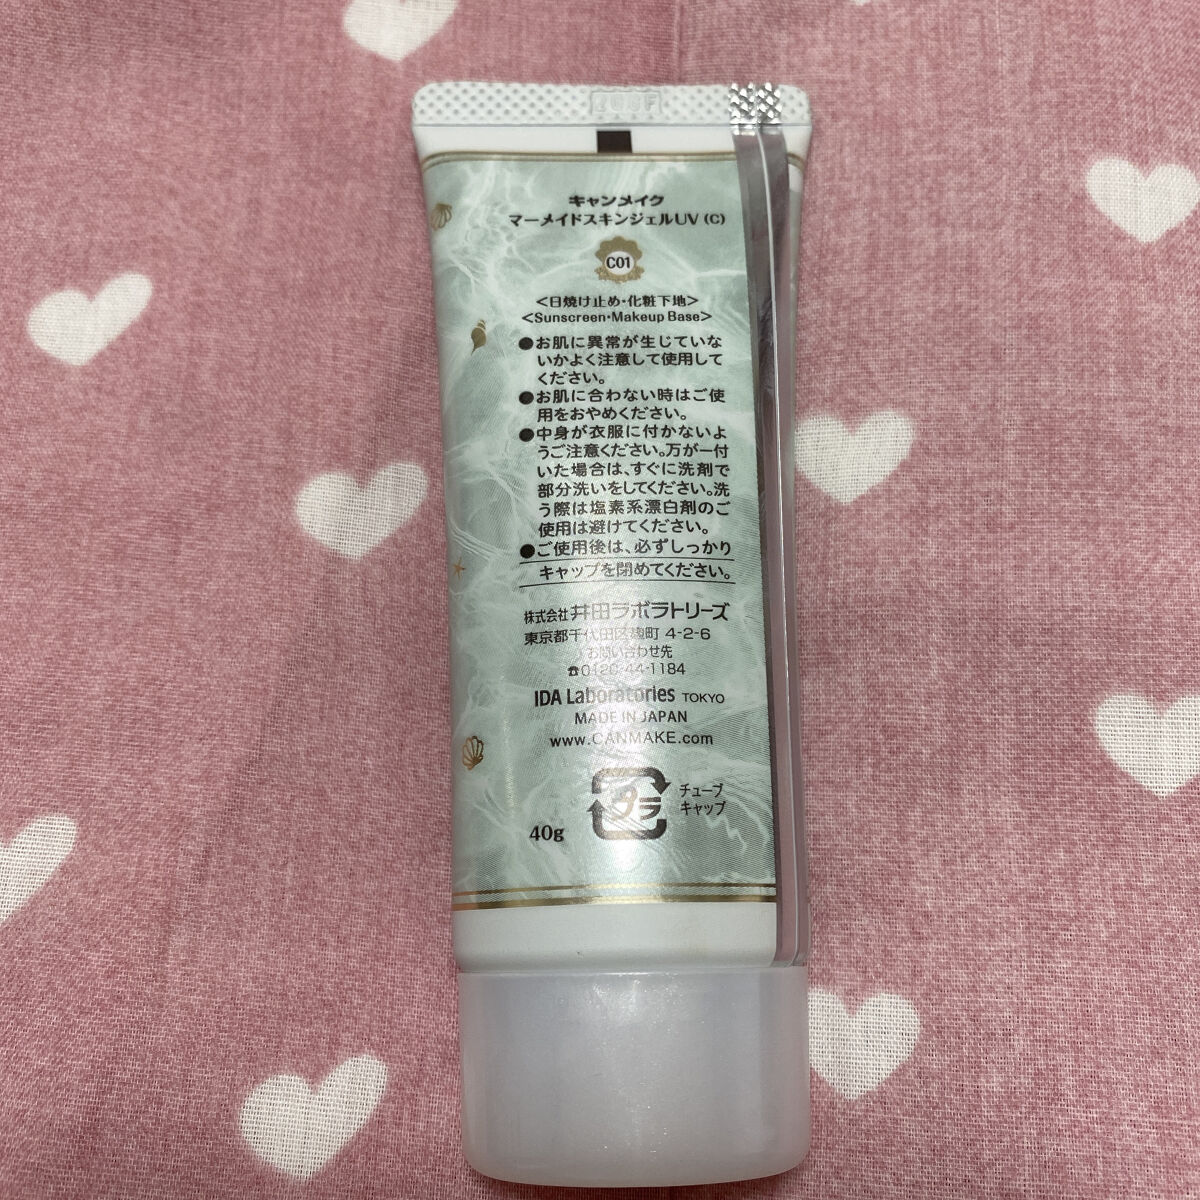 キャンメイク
マーメイドスキンジェルUV (C)
C01
<日焼け止め・化粧下地>
<Sunscreen・Makeup Base>
●お肌に異常が生じていな
いかよく注意して使用して
ください。
●お肌に合わない時はご使
用をおやめください。
●中身が衣服に付かないよ
うご注意ください。万が一付
いた場合は、すぐに洗剤で
部分洗いをしてください。洗
う際は塩素系漂白剤のご
使用は避けてください。
●ご使用後は、必ずしっかり
キャップを閉めてください。
株式会社 井田ラボラトリーズ
東京都千代田区麹町 4-2-6
お問い合わせ先
☎0120-44-1184
IDA Laboratories TOKYO
MADE IN JAPAN
www.CANMAKE.com
プラ
チューブ
キャップ
40g